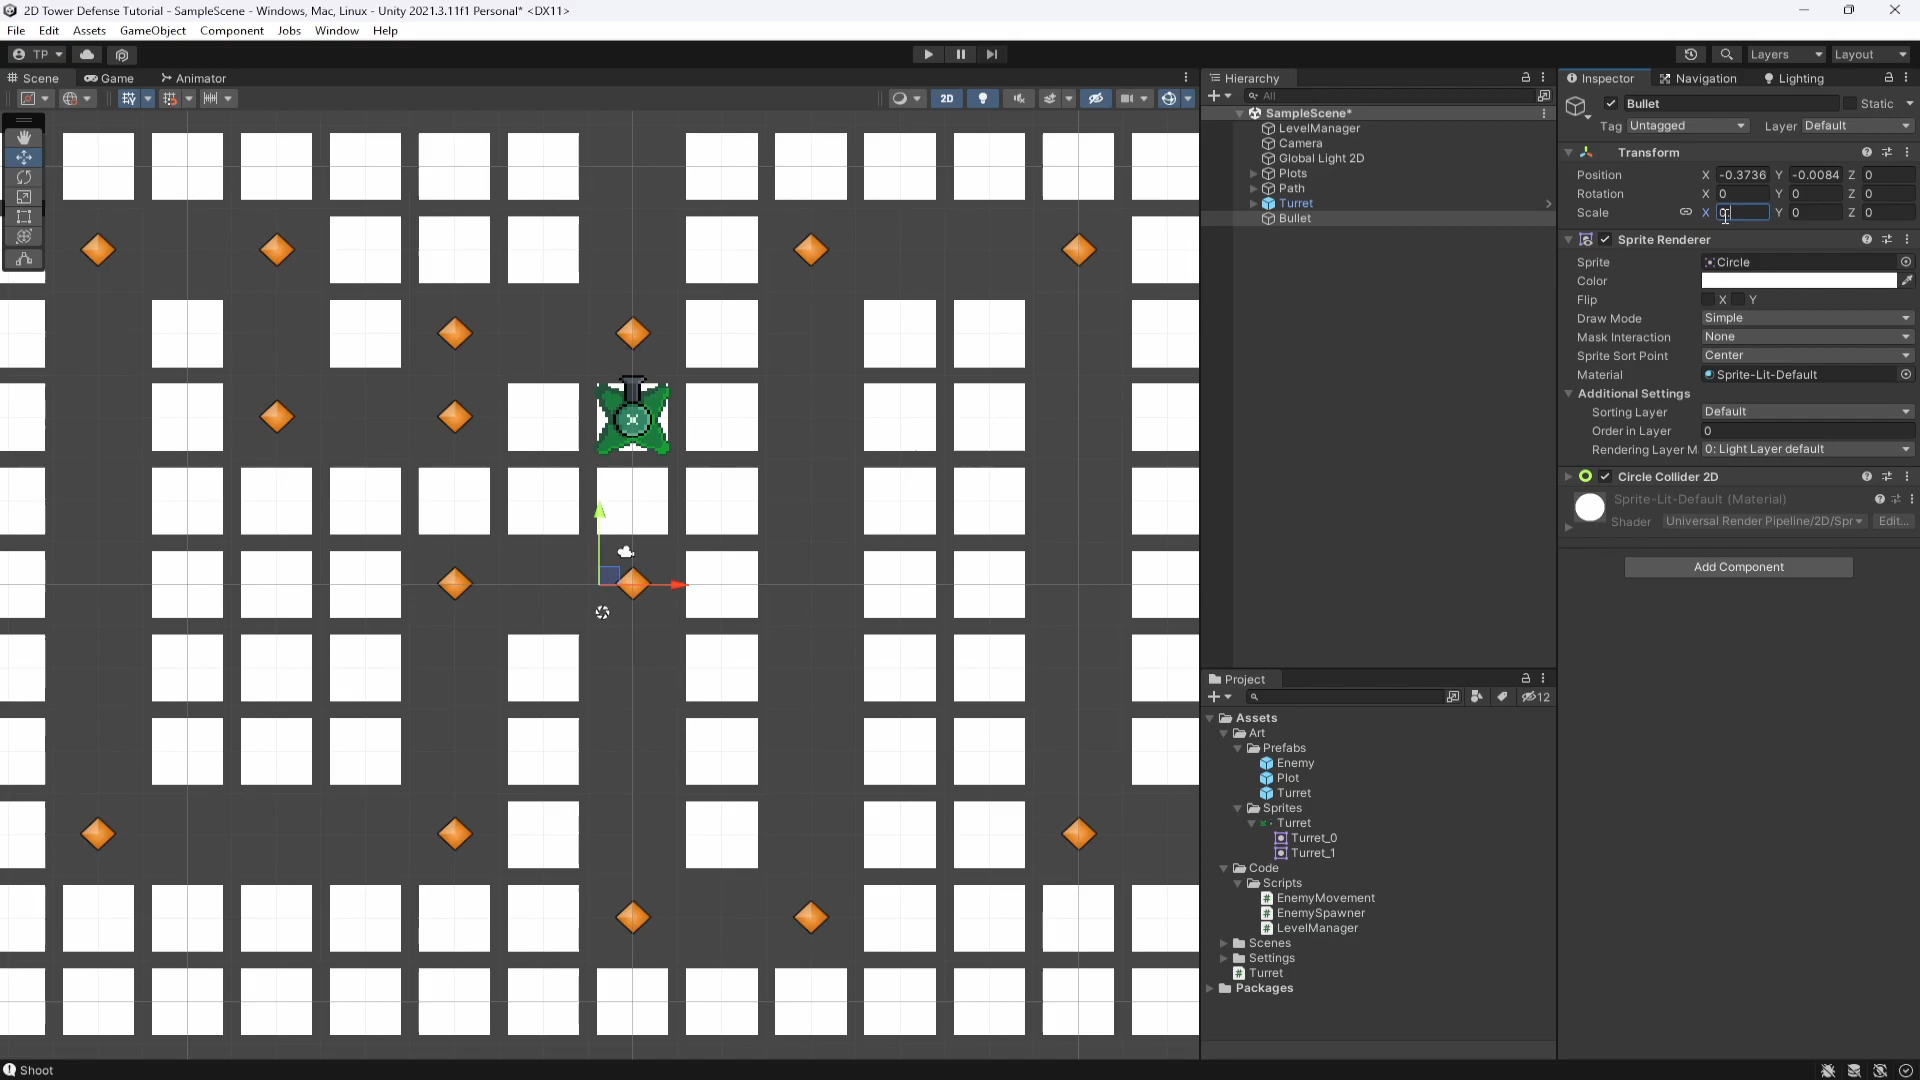 2D Tower Defense Tutorial - SampleScene - Windows, Mac, Linux - Unity 2021.3.11f1 Personal* <DX11>
File Edit Assets GameObject Component Jobs Window Help
TP Layers Layout
Scene Game Animator
2D
Hierarchy
All
SampleScene*
LevelManager
Camera
Global Light 2D
Plots
Path
Turret
Bullet
Project
12
Assets
Art
Prefabs
Enemy
Plot
Turret
Sprites
Turret
Turret_0
Turret_1
Code
Scripts
EnemyMovement
EnemySpawner
LevelManager
Scenes
Settings
Turret
Packages
Inspector Navigation Lighting
Bullet Static
Tag Untagged Layer Default
Transform
Position X -0.3736 Y -0.0084 Z 0
Rotation X 0 Y 0 Z 0
Scale X Y 0 Z 0
Sprite Renderer
Sprite Circle
Color
Flip X Y
Draw Mode Simple
Mask Interaction None
Sprite Sort Point Center
Material Sprite-Lit-Default
Additional Settings
Sorting Layer Default
Order in Layer 0
Rendering Layer M 0: Light Layer default
Circle Collider 2D
Sprite-Lit-Default (Material)
Shader Universal Render Pipeline/2D/Spr Edit...
Add Component
Shoot